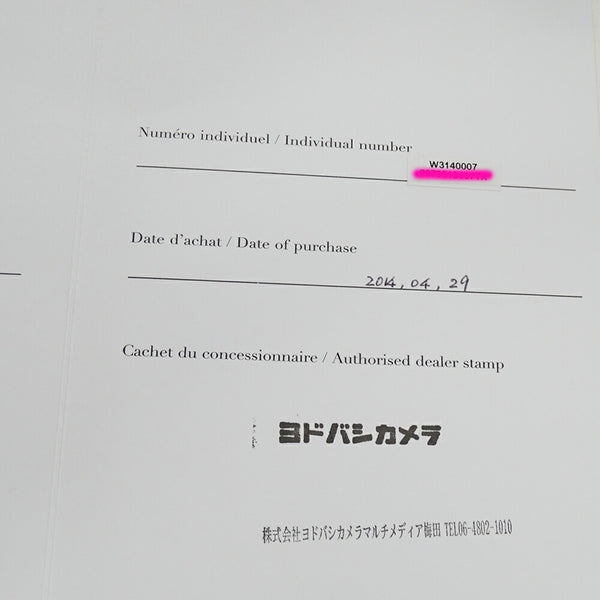 Numéro individuel / Individual number
W3140007
Date d'achat / Date of purchase
2014, 04, 29
Cachet du concessionnaire / Authorised dealer stamp
ヨドバシカメラ
株式会社ヨドバシカメラマルチメディア梅田 TEL06-4802-1010